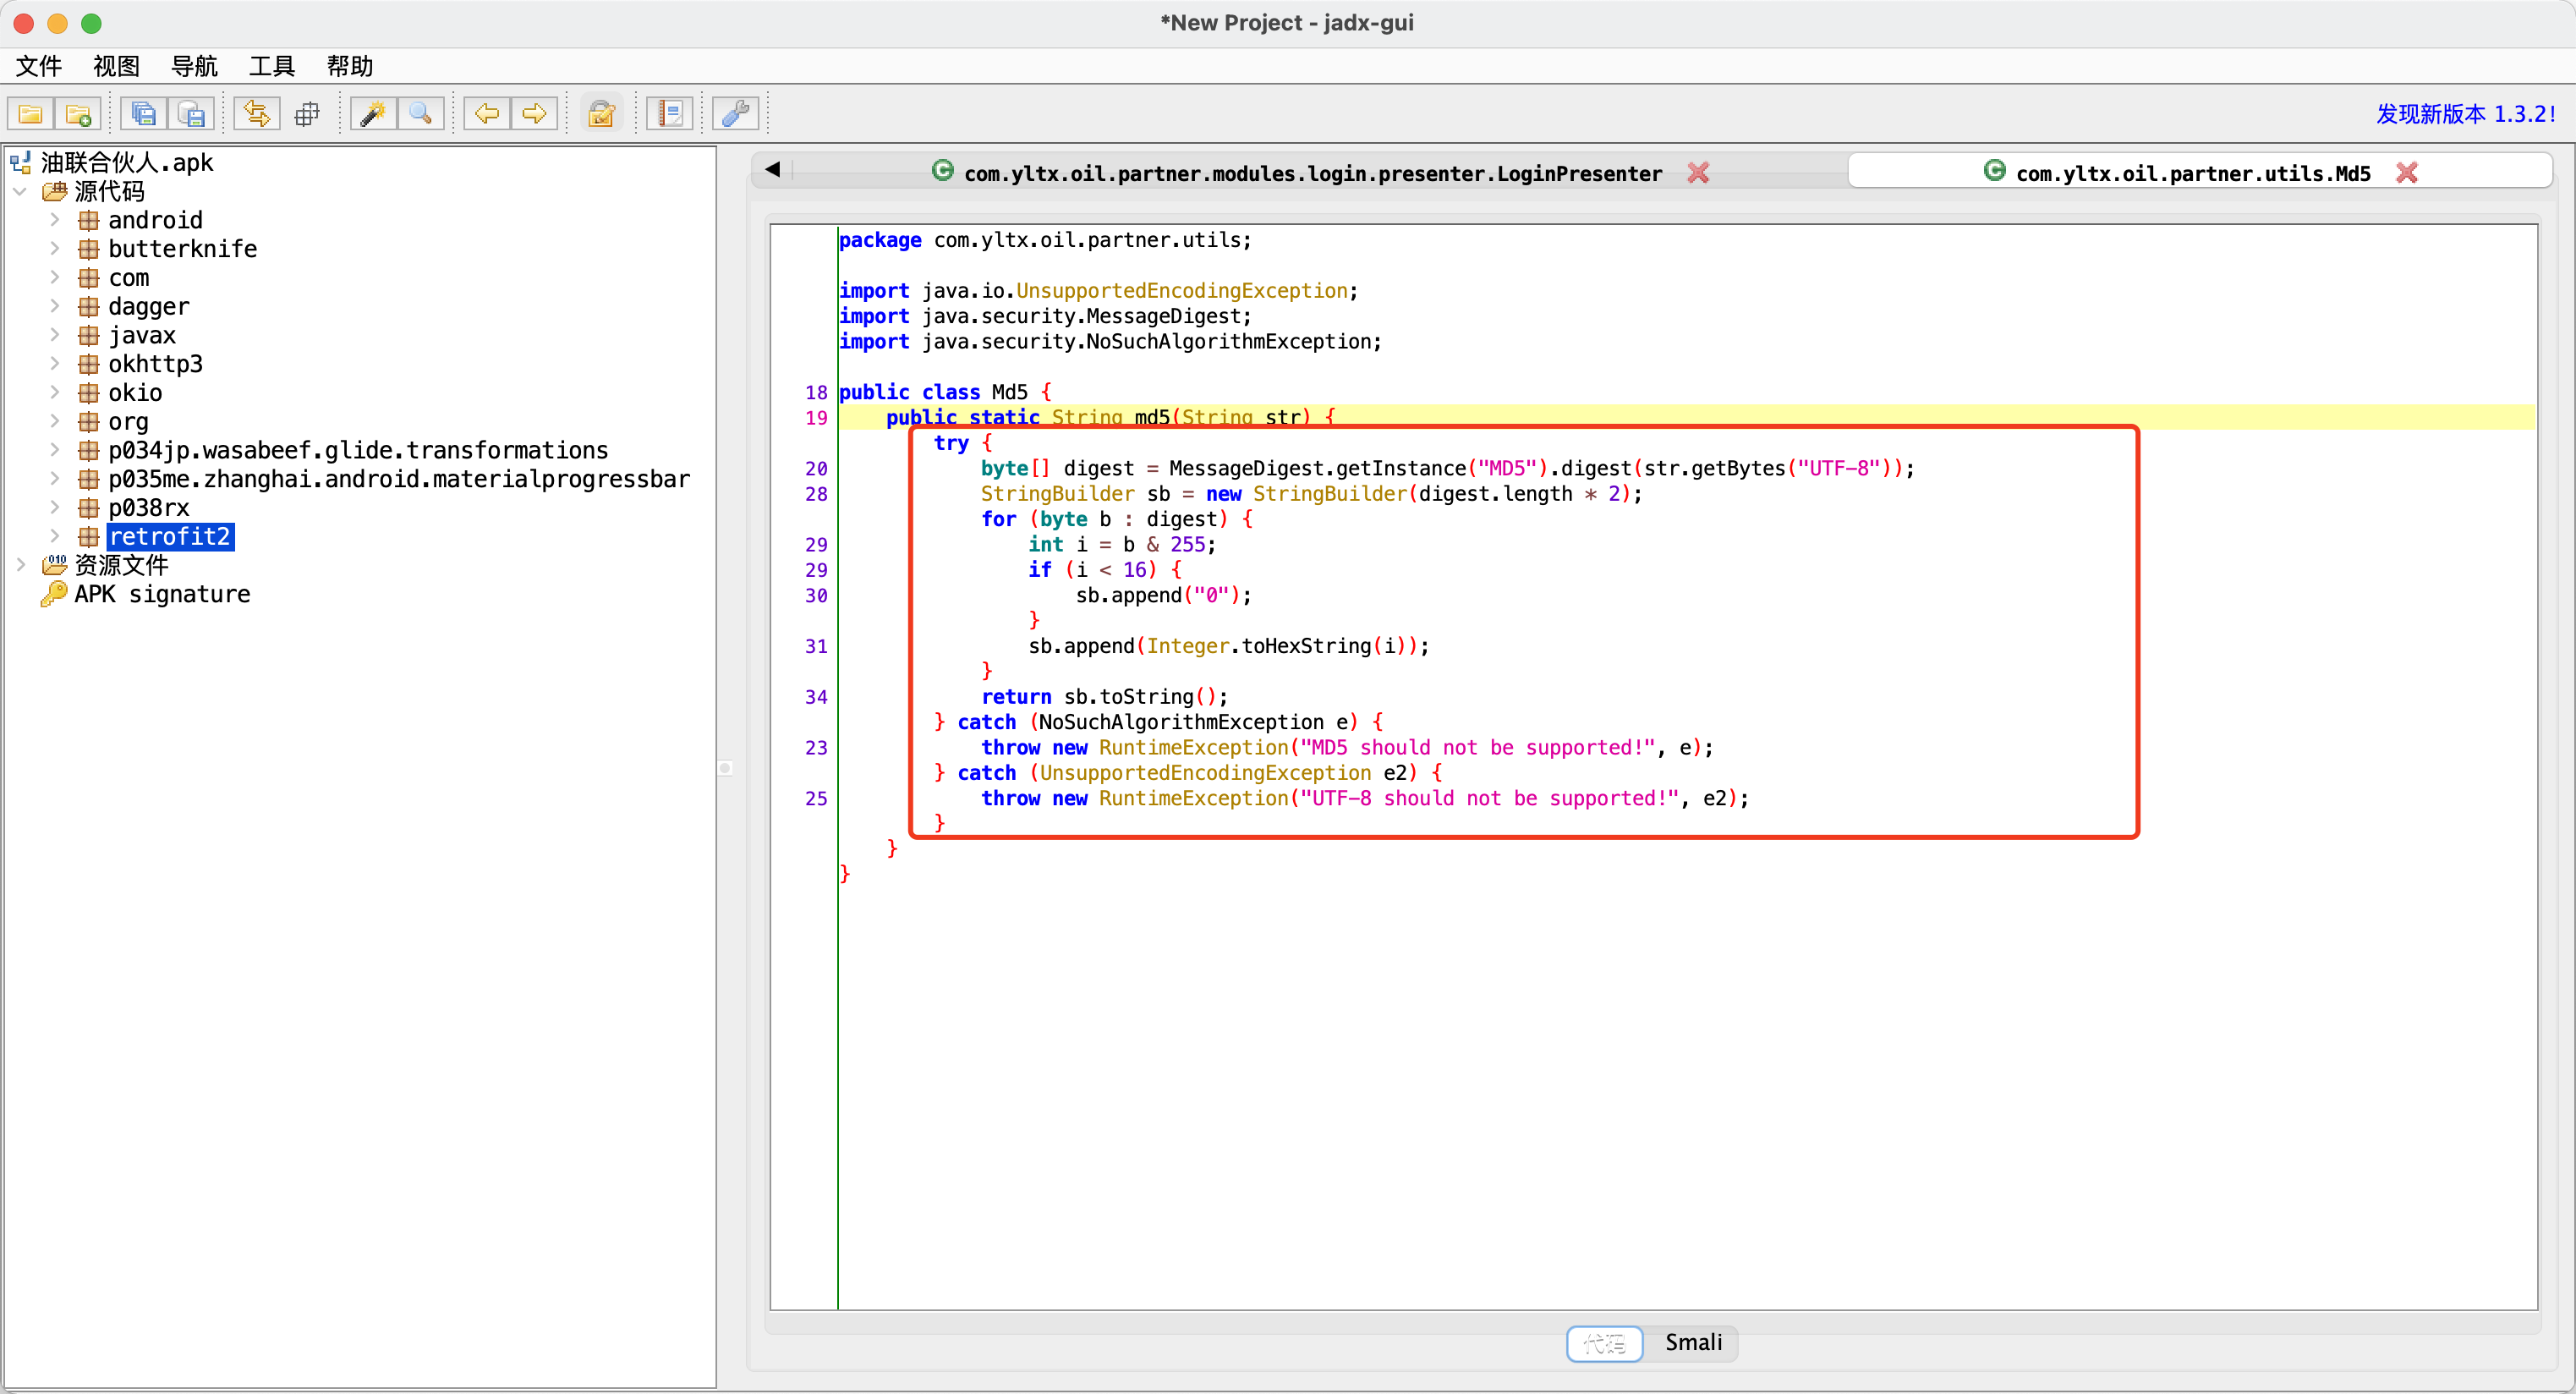 *New Project - jadx-gui
文件 视图 导航 工具 帮助
发现新版本 1.3.2!
油联合伙人.apk
源代码
android
butterknife
com
dagger
javax
okhttp3
okio
org
p034jp.wasabeef.glide.transformations
p035me.zhanghai.android.materialprogressbar
p038rx
retrofit2
资源文件
APK signature
com.yltx.oil.partner.modules.login.presenter.LoginPresenter
com.yltx.oil.partner.utils.Md5
package com.yltx.oil.partner.utils;
import java.io.UnsupportedEncodingException;
import java.security.MessageDigest;
import java.security.NoSuchAlgorithmException;
18 public class Md5 {
19 public static String md5(String str) {
try {
20 byte[] digest = MessageDigest.getInstance("MD5").digest(str.getBytes("UTF-8"));
28 StringBuilder sb = new StringBuilder(digest.length * 2);
for (byte b : digest) {
29 int i = b & 255;
29 if (i < 16) {
30 sb.append("0");
}
31 sb.append(Integer.toHexString(i));
}
34 return sb.toString();
} catch (NoSuchAlgorithmException e) {
23 throw new RuntimeException("MD5 should not be supported!", e);
} catch (UnsupportedEncodingException e2) {
25 throw new RuntimeException("UTF-8 should not be supported!", e2);
}
}
}
代码 Smali